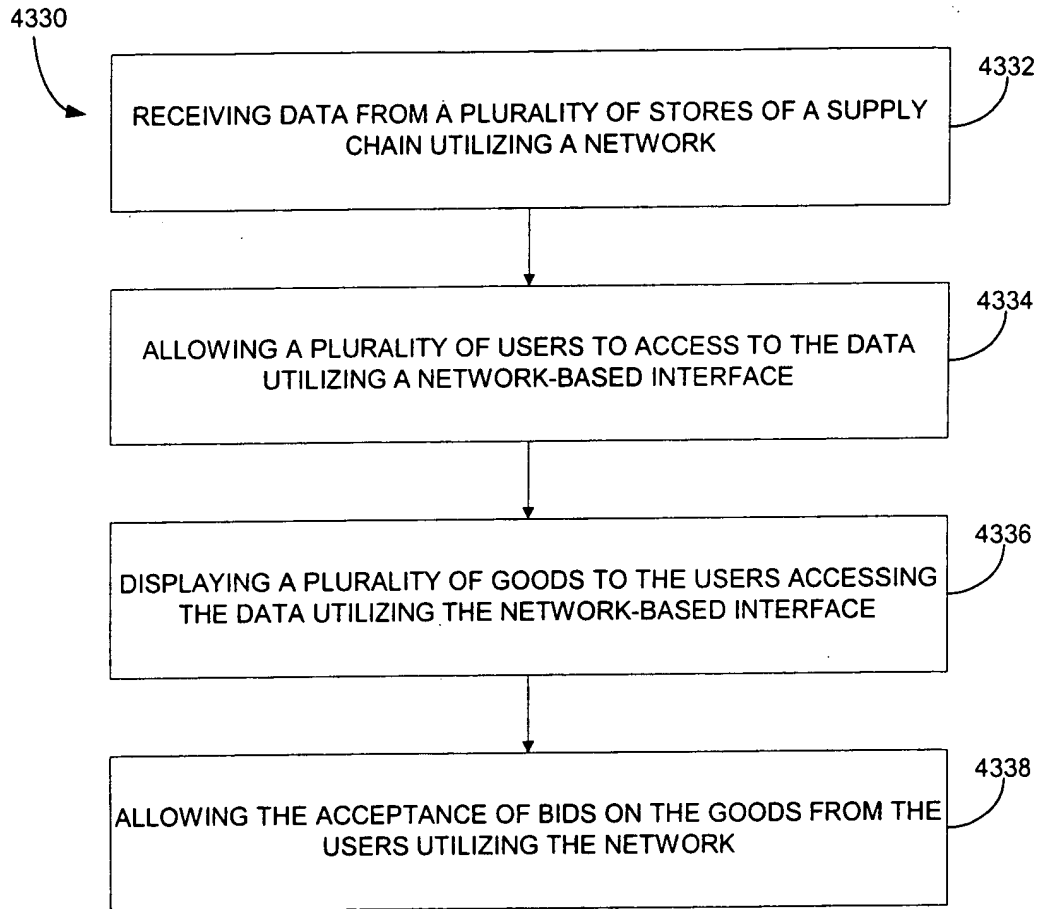 4330
4332
RECEIVING DATA FROM A PLURALITY OF STORES OF A SUPPLY
CHAIN UTILIZING A NETWORK
4334
ALLOWING A PLURALITY OF USERS TO ACCESS TO THE DATA
UTILIZING A NETWORK-BASED INTERFACE
4336
DISPLAYING A PLURALITY OF GOODS TO THE USERS ACCESSING
THE DATA UTILIZING THE NETWORK-BASED INTERFACE
4338
ALLOWING THE ACCEPTANCE OF BIDS ON THE GOODS FROM THE
USERS UTILIZING THE NETWORK